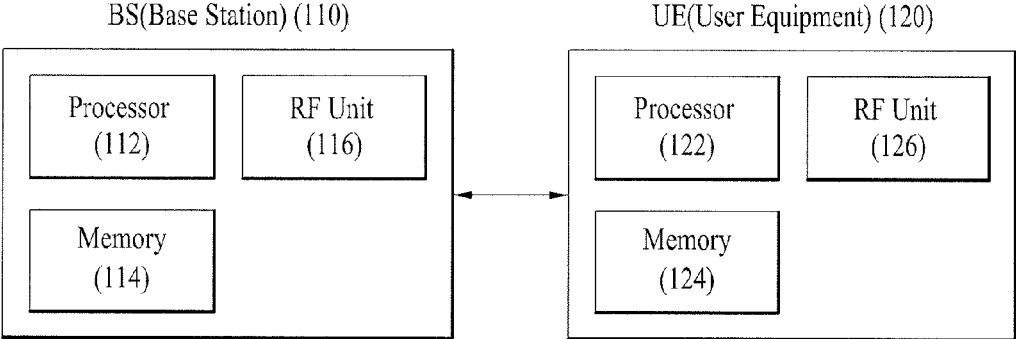 BS(Base Station) (110)
Processor
(112)
RF Unit
(116)
Memory
(114)
UE(User Equipment) (120)
Processor
(122)
RF Unit
(126)
Memory
(124)